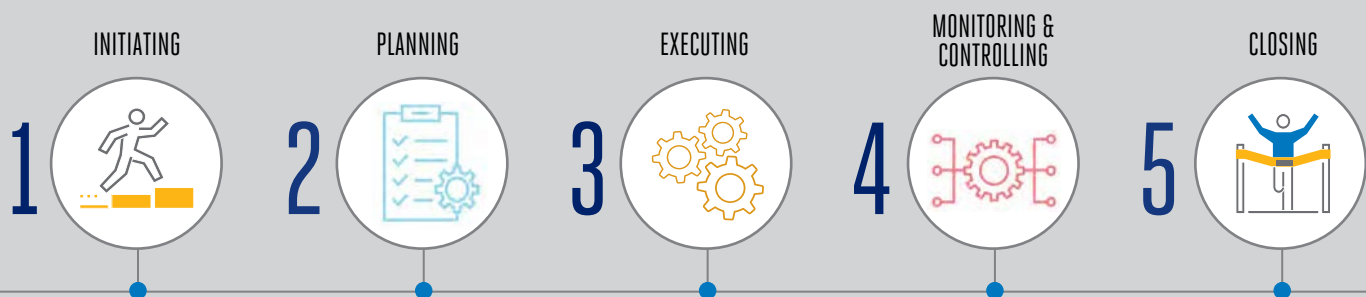 INITIATING
PLANNING
EXECUTING
MONITORING &
CONTROLLING
CLOSING
1
2
3
4
5